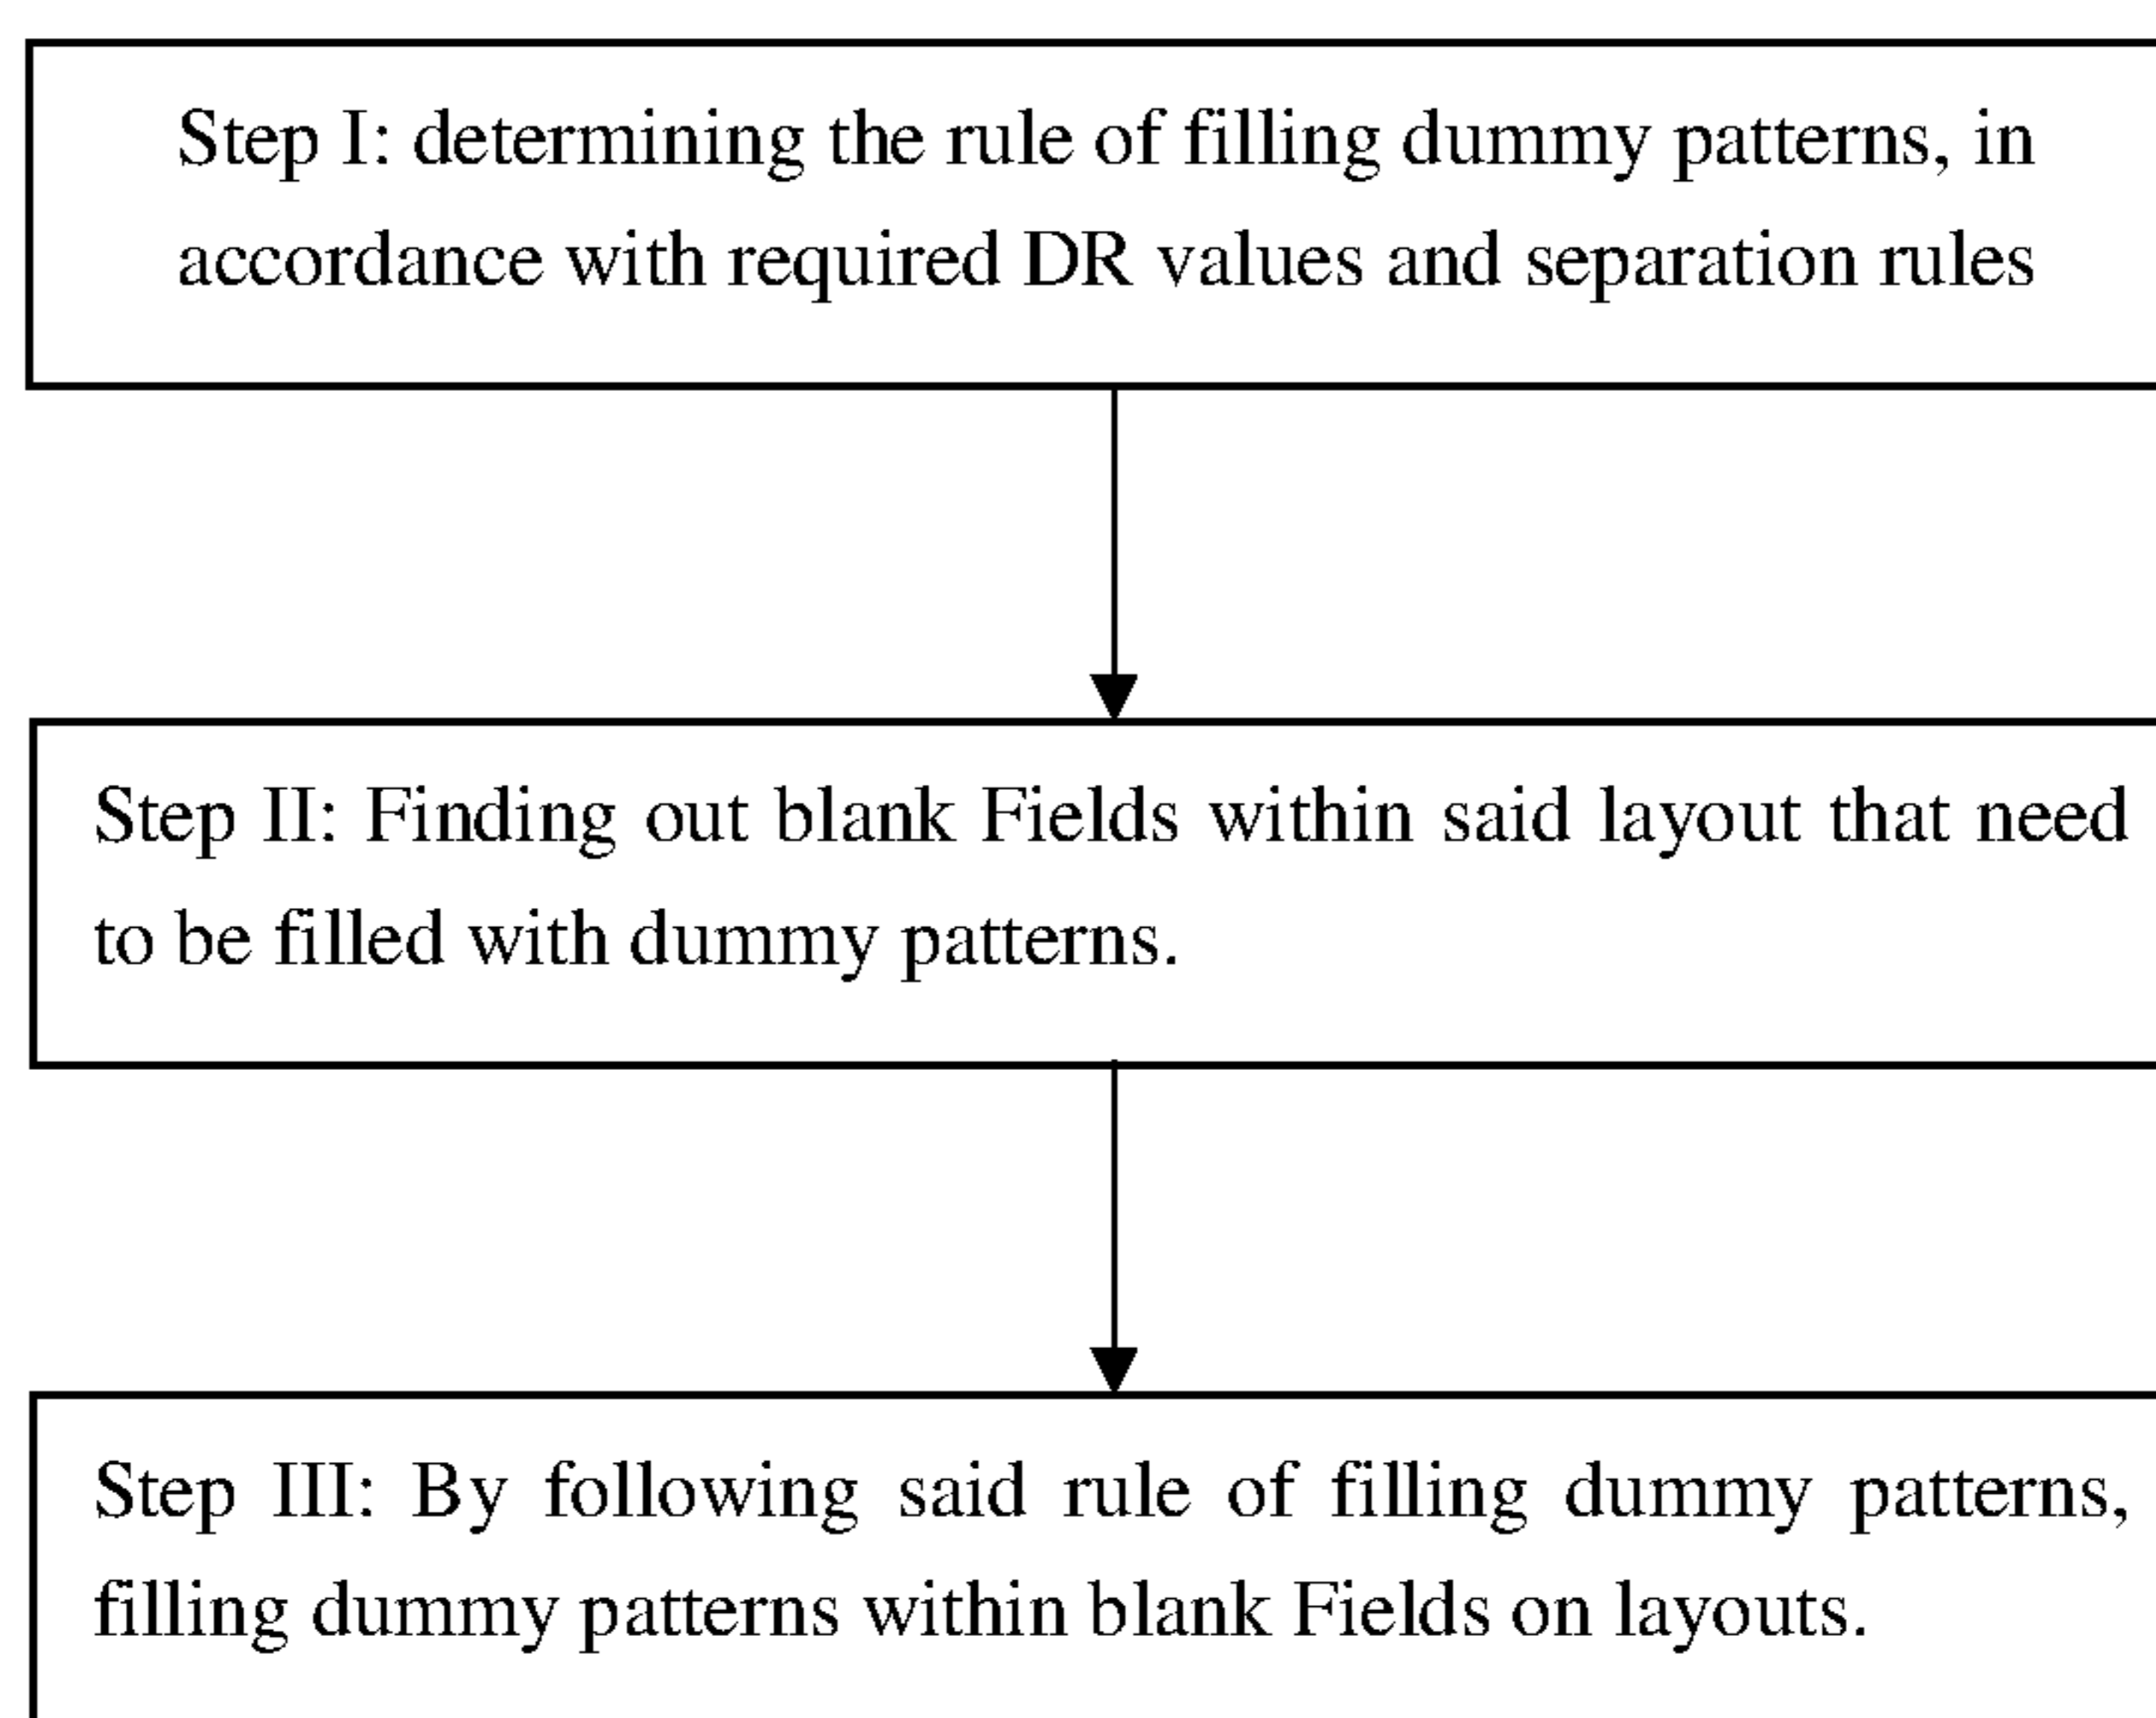 Step I: determining the rule of filling dummy patterns, in
accordance with required DR values and separation rules
Step II: Finding out blank Fields within said layout that need
to be filled with dummy patterns.
Step III: By following said rule of filling dummy patterns,
filling dummy patterns within blank Fields on layouts.